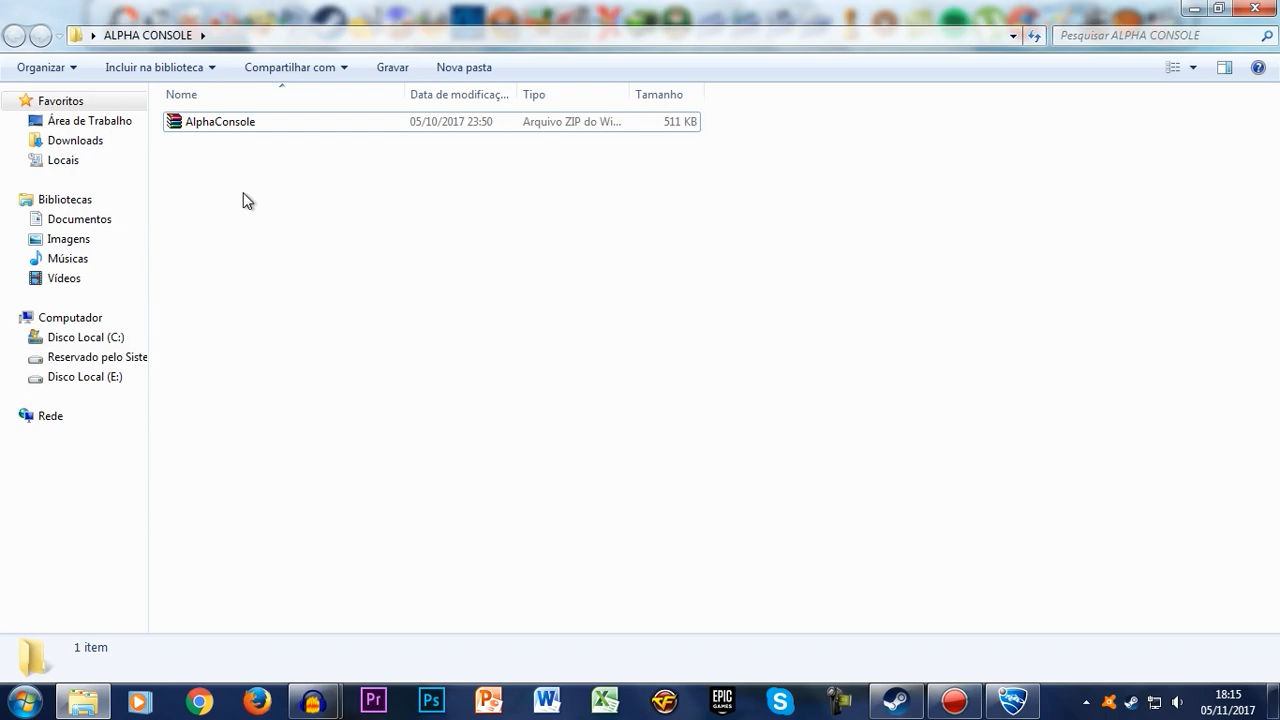 ALPHA CONSOLE
Pesquisar ALPHA CONSOLE
Organizar Incluir na biblioteca Compartilhar com Gravar Nova pasta
Nome Data de modificaç... Tipo Tamanho
AlphaConsole 05/10/2017 23:50 Arquivo ZIP do Wi... 511 KB
Favoritos
Área de Trabalho
Downloads
Locais
Bibliotecas
Documentos
Imagens
Músicas
Vídeos
Computador
Disco Local (C:)
Reservado pelo Siste
Disco Local (E:)
Rede
1 item
Pr Ps EPIC GAMES
18:15
05/11/2017